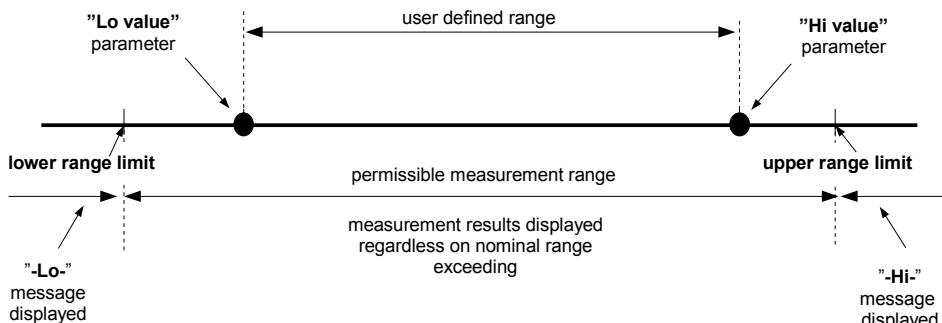 "Lo value"
parameter
user defined range
"Hi value"
parameter
lower range limit
upper range limit
permissible measurement range
measurement results displayed
regardless on nominal range
exceeding
"-Lo-"
message
displayed
"-Hi-"
message
displayed